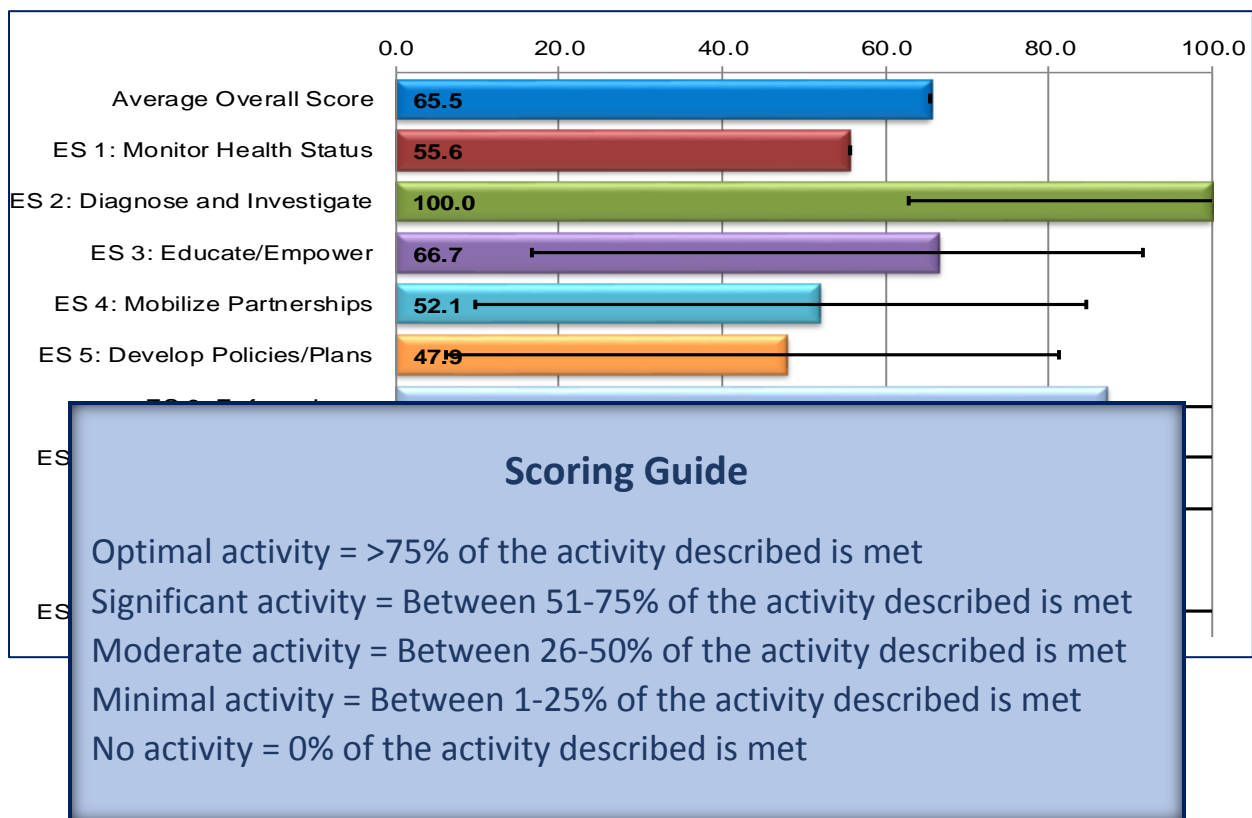 0.0 20.0 40.0 60.0 80.0 100.0
Average Overall Score 65.5
ES 1: Monitor Health Status 55.6
ES 2: Diagnose and Investigate 100.0
ES 3: Educate/Empower 66.7
ES 4: Mobilize Partnerships 52.1
ES 5: Develop Policies/Plans 47.9
ES
ES
Scoring Guide
Optimal activity = >75% of the activity described is met
Significant activity = Between 51-75% of the activity described is met
Moderate activity = Between 26-50% of the activity described is met
Minimal activity = Between 1-25% of the activity described is met
No activity = 0% of the activity described is met